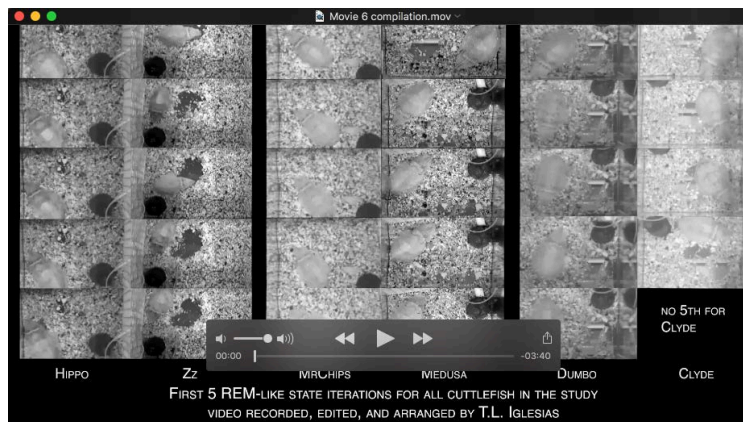 Movie 6 compilation.mov
NO 5TH FOR
CLYDE
00:00
-03:40
HIPPO
ZZ
MRCHIPS
MEDUSA
DUMBO
CLYDE
FIRST 5 REM-LIKE STATE ITERATIONS FOR ALL CUTTLEFISH IN THE STUDY
VIDEO RECORDED, EDITED, AND ARRANGED BY T.L. IGLESIAS